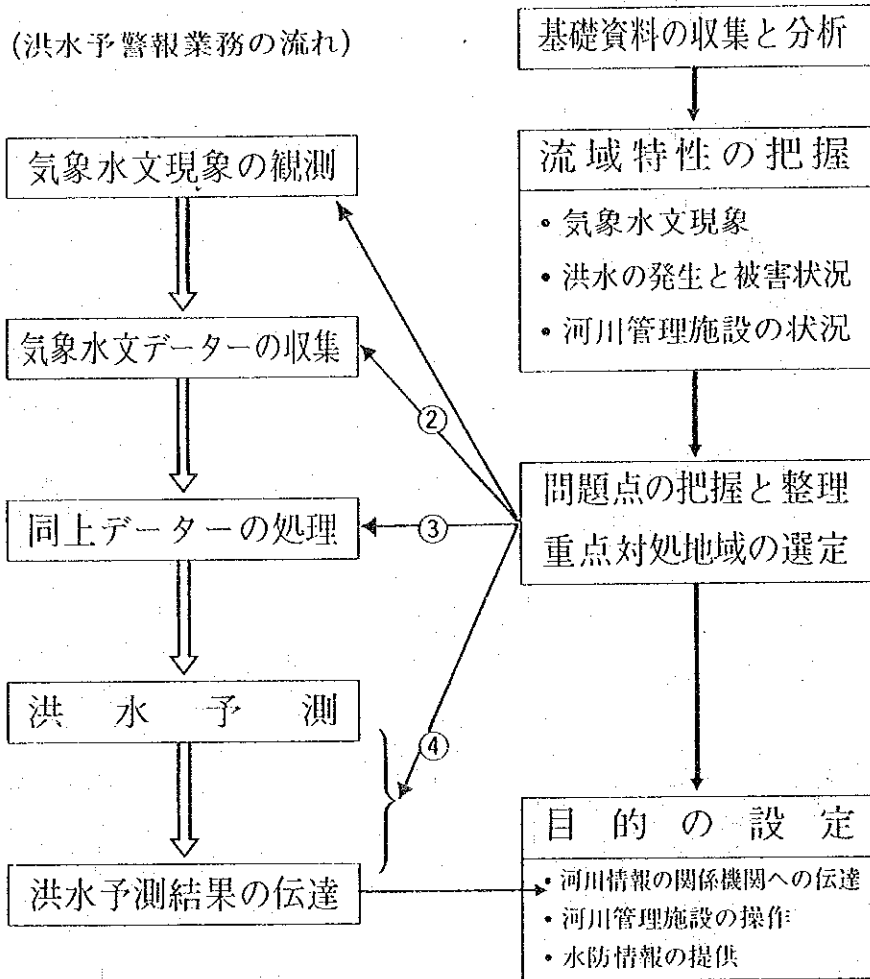 (洪水予警報業務の流れ)
気象水文現象の観測
気象水文データーの収集
同上データーの処理
洪水予測
洪水予測結果の伝達
②
③
④
基礎資料の収集と分析
流域特性の把握
・気象水文現象
・洪水の発生と被害状況
・河川管理施設の状況
問題点の把握と整理
重点対処地域の選定
目的の設定
・河川情報の関係機関への伝達
・河川管理施設の操作
・水防情報の提供